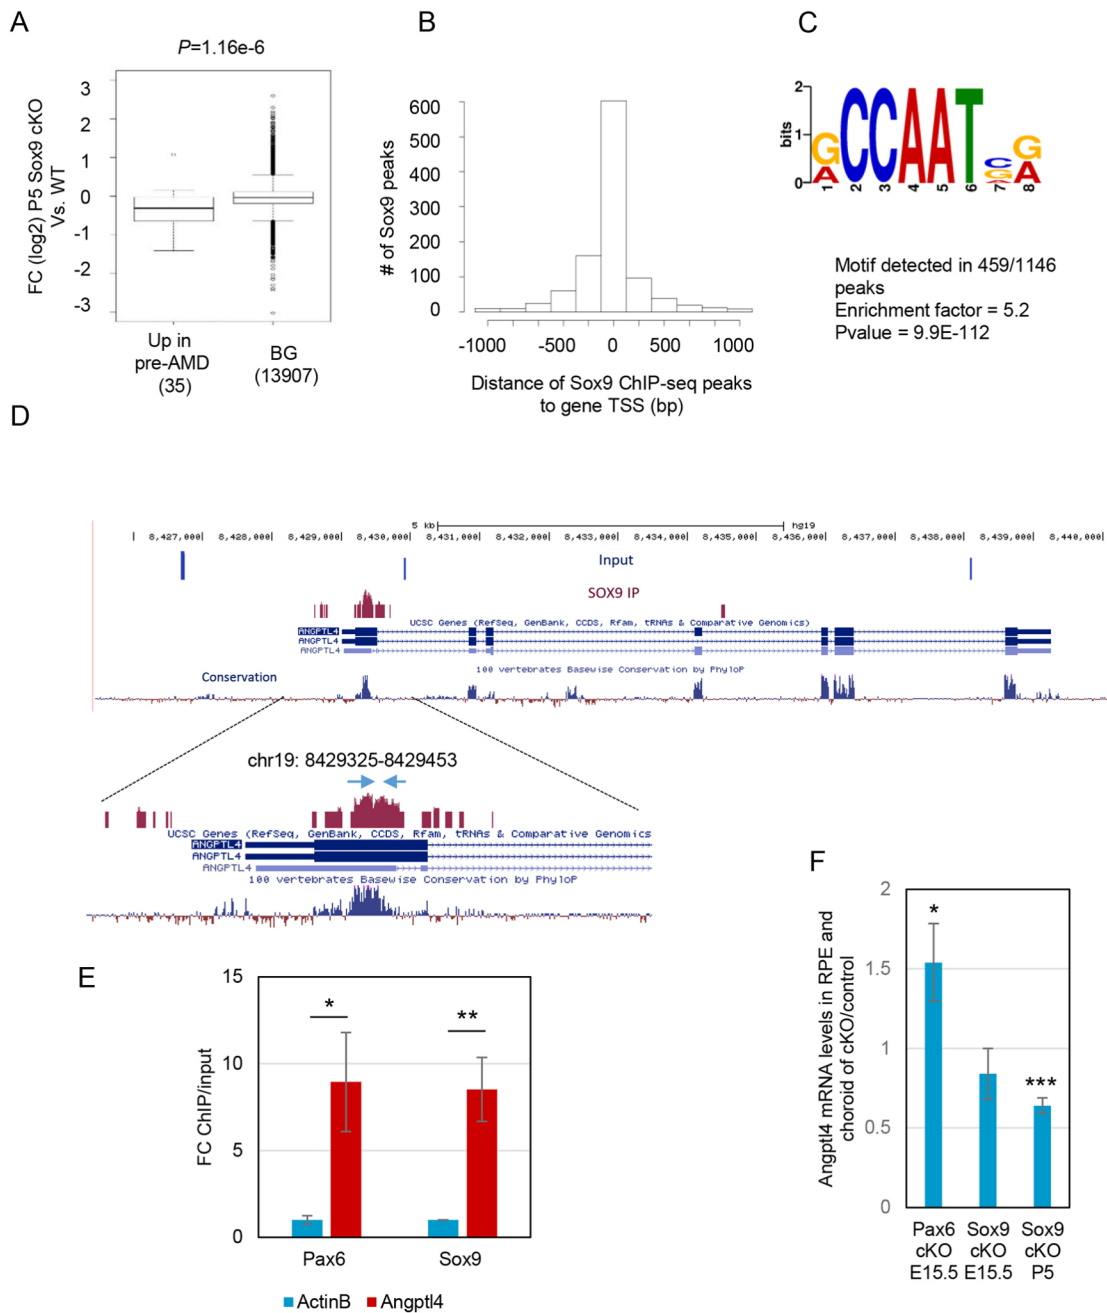 A
P=1.16e-6
FC (log2) P5 Sox9 cKO
Vs. WT
3
2
1
0
-1
-2
-3
Up in
pre-AMD
(35)
BG
(13907)
B
# of Sox9 peaks
600
400
200
0
-1000
-500
0
500
1000
Distance of Sox9 ChIP-seq peaks
to gene TSS (bp)
C
bits
2
1
0
G CCAAT C G
A G A
1 2 3 4 5 6 7 8
Motif detected in 459/1146
peaks
Enrichment factor = 5.2
Pvalue = 9.9E-112
D
5 kb hg19
8,427,000| 8,428,000| 8,429,000| 8,430,000| 8,431,000| 8,432,000| 8,433,000| 8,434,000| 8,435,000| 8,436,000| 8,437,000| 8,438,000| 8,439,000| 8,440,000|
Input
SOX9 IP
UCSC Genes (RefSeq, GenBank, CCDS, Rfam, tRNAs & Comparative Genomics)
ANGPTL4
ANGPTL4
ANGPTL4
100 vertebrates Basewise Conservation by PhyloP
Conservation
chr19: 8429325-8429453
UCSC Genes (RefSeq, GenBank, CCDS, Rfam, tRNAs & Comparative Genomics
ANGPTL4
ANGPTL4
ANGPTL4
100 vertebrates Basewise Conservation by PhyloP
E
FC ChIP/input
15
10
5
0
*
**
Pax6
Sox9
ActinB
Angptl4
F
Angptl4 mRNA levels in RPE and
choroid of cKO/control
2
1.5
1
0.5
0
*
***
Pax6
cKO
E15.5
Sox9
cKO
E15.5
Sox9
cKO
P5